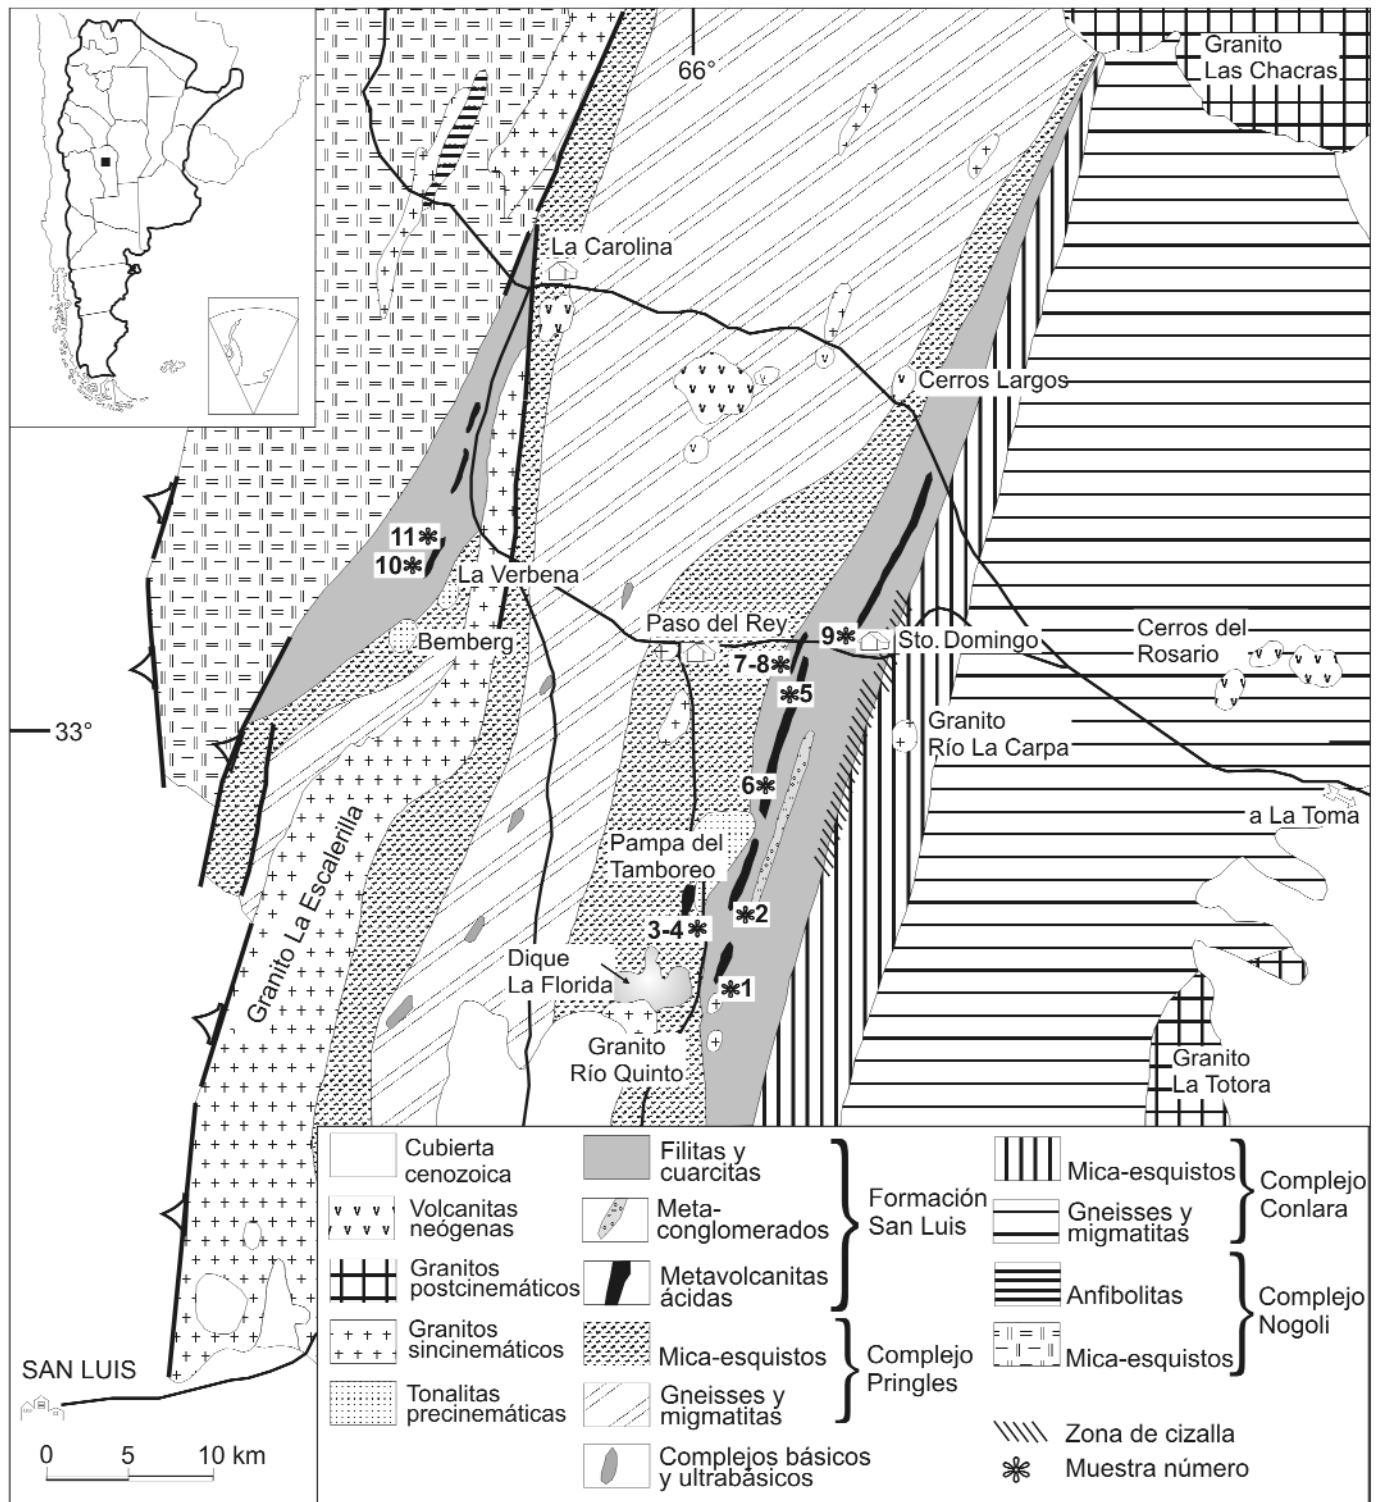 Granito
Las Chacras
66°
La Carolina
Cerros Largos
11
10
La Verbena
Bemberg
Paso del Rey
9
Sto. Domingo
7-8
5
Cerros del
Rosario
33°
Granito
Río La Carpa
6
a La Toma
Pampa del
Tamboreo
Granito La Escalerilla
2
3-4
Dique
La Florida
1
Granito
Río Quinto
Granito
La Totora
Cubierta
cenozoica
Volcanitas
neógenas
Granitos
postcinemáticos
Granitos
sincinemáticos
Tonalitas
precinemáticas
Filitas y
cuarcitas
Meta-
conglomerados
Metavolcanitas
ácidas
Formación
San Luis
Mica-esquistos
Gneisses y
migmatitas
Complejo
Pringles
Complejos básicos
y ultrabásicos
Mica-esquistos
Gneisses y
migmatitas
Complejo
Conlara
Anfibolitas
Mica-esquistos
Complejo
Nogoli
Zona de cizalla
Muestra número
SAN LUIS
0 5 10 km